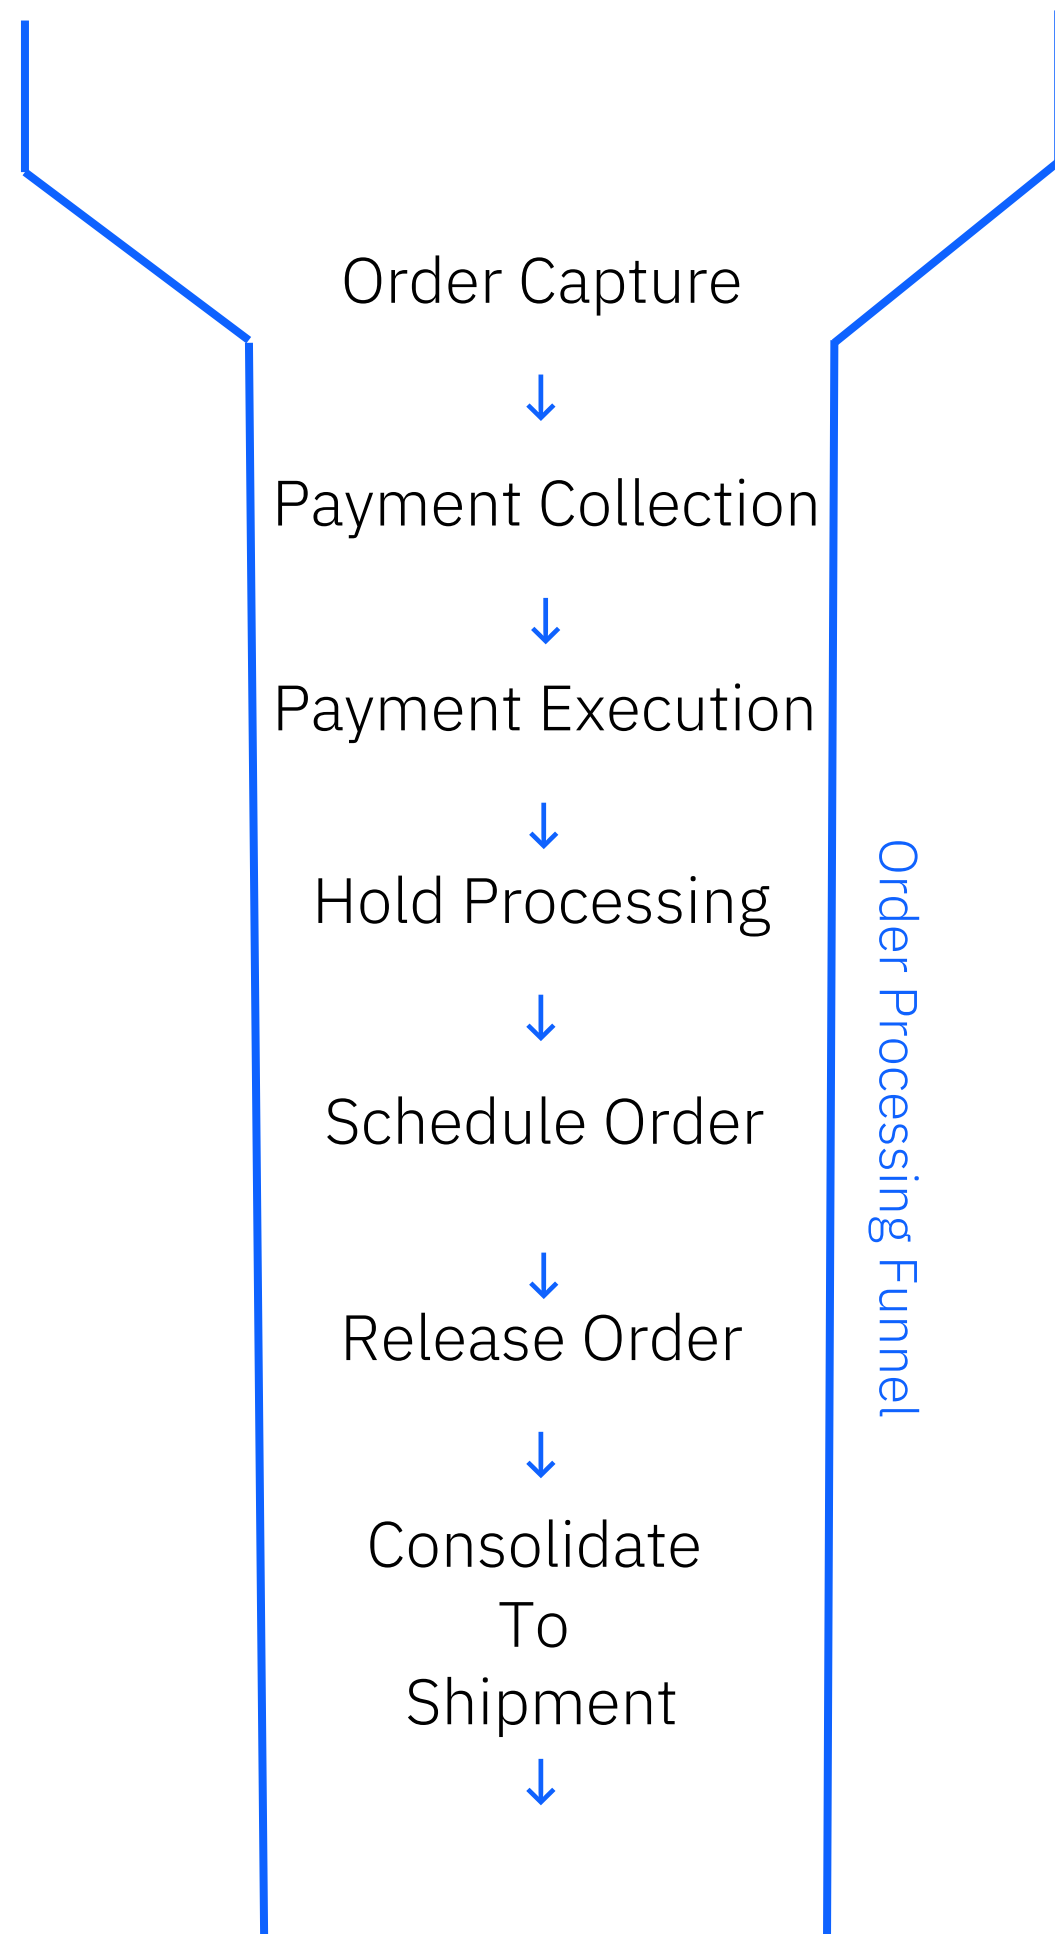 Order Capture
Payment Collection
Payment Execution
Hold Processing
Schedule Order
Release Order
Consolidate
To
Shipment
Order Processing Funnel